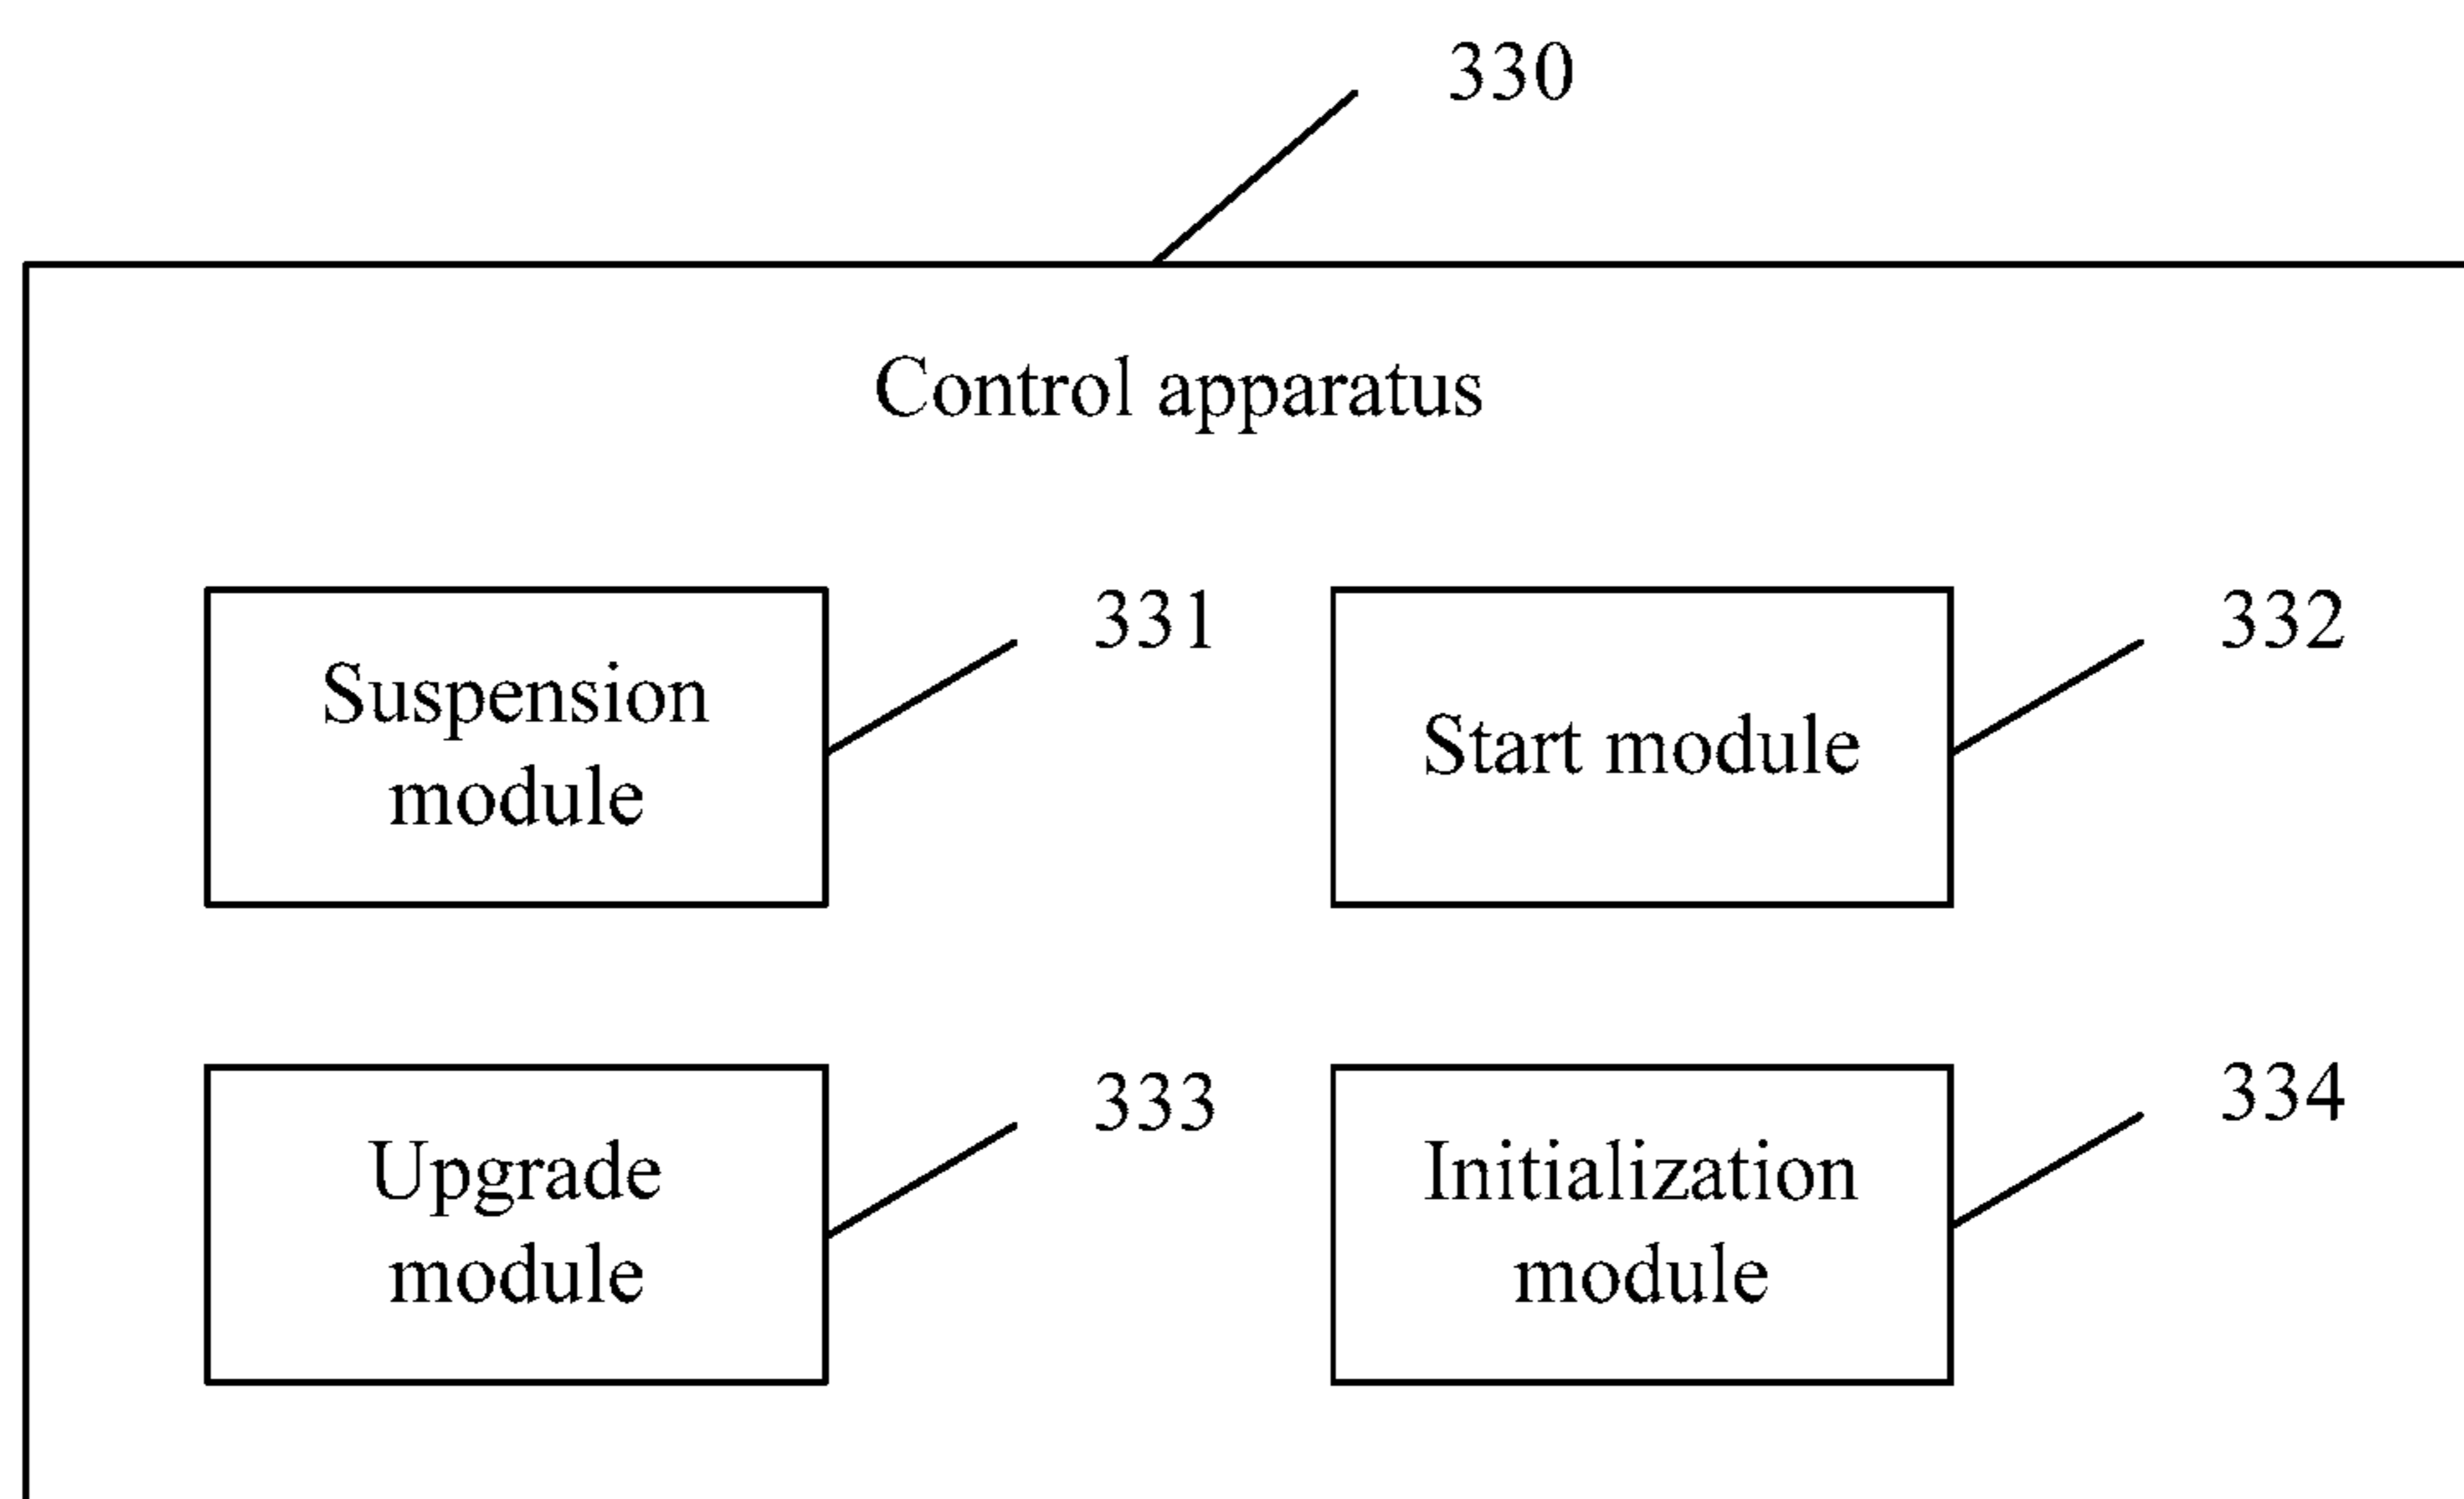 330
Control apparatus
331
332
Suspension
module
Start module
333
334
Upgrade
module
Initialization
module